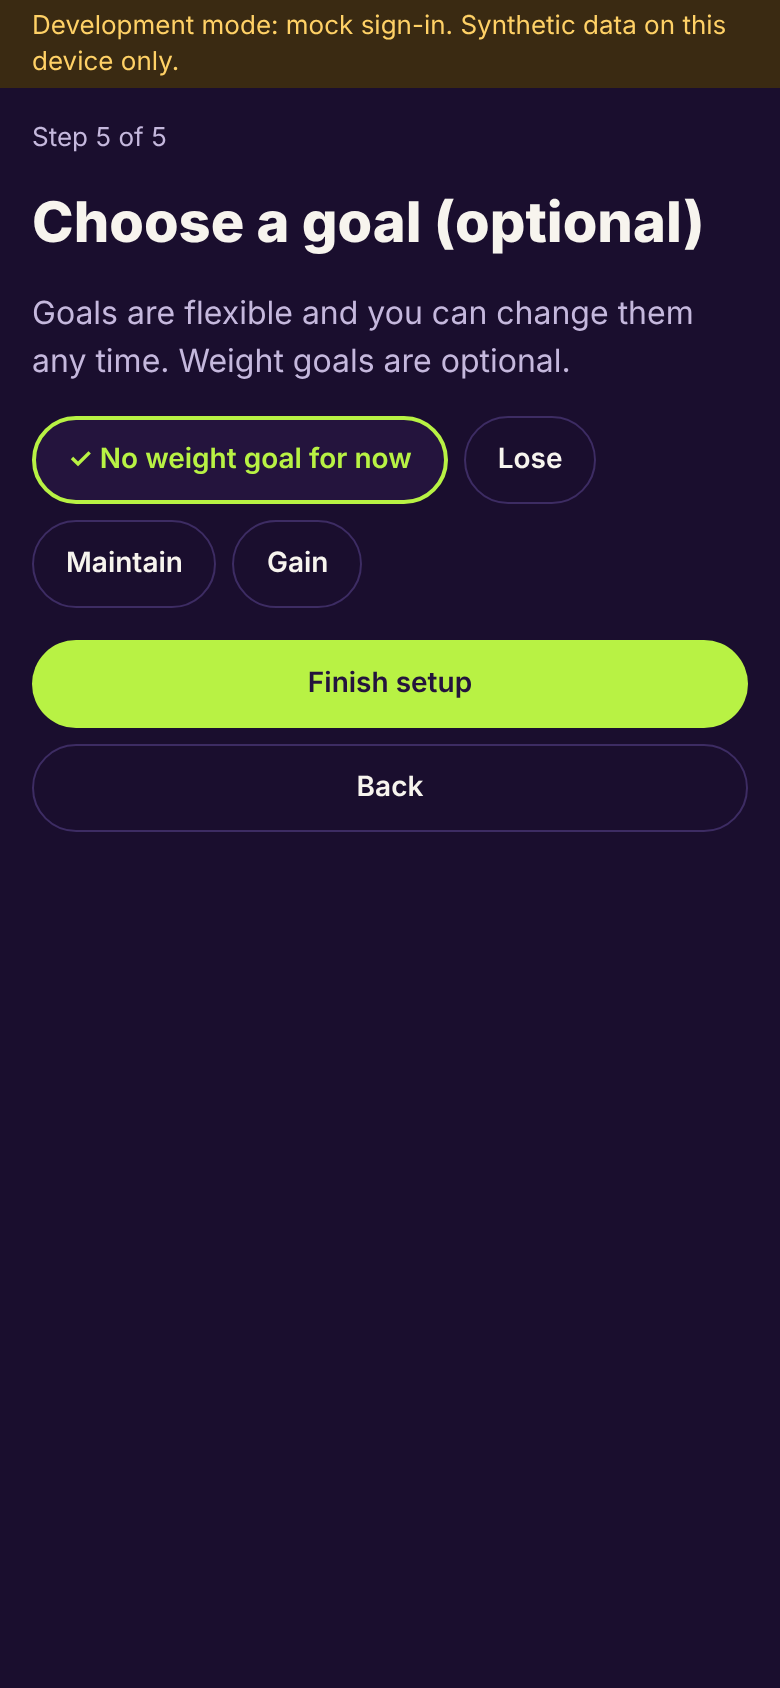 Development mode: mock sign-in. Synthetic data on this
device only.
Step 5 of 5
Choose a goal (optional)
Goals are flexible and you can change them
any time. Weight goals are optional.
✓ No weight goal for now
Lose
Maintain
Gain
Finish setup
Back